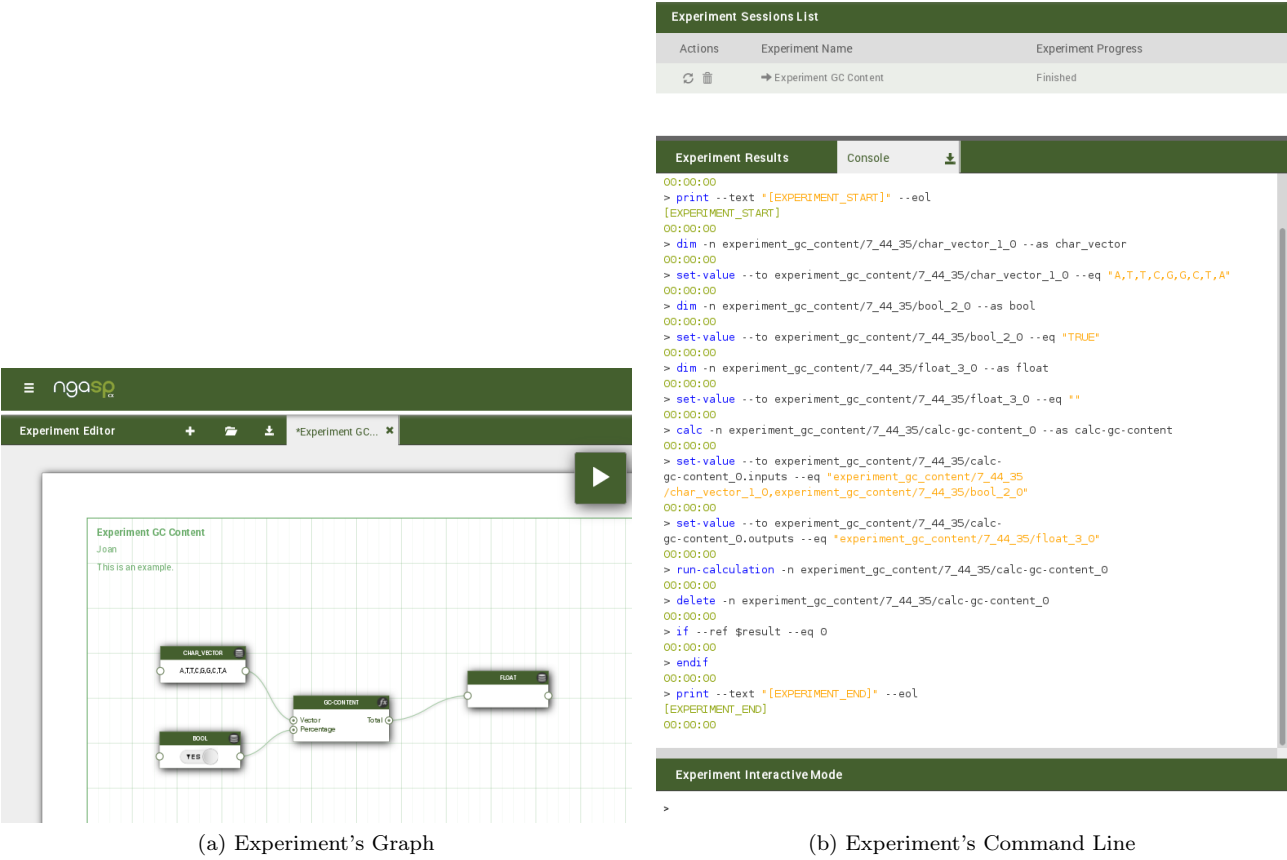 ngasp
Experiment Editor
*Experiment GC... ✖
Experiment GC Content
Joan
This is an example.
CHAR_VECTOR
A,T,T,C,G,G,C,T,A
BOOL
YES
GC-CONTENT fx
Vector Total
Percentage
FLOAT
(a) Experiment's Graph
Experiment Sessions List
Actions Experiment Name Experiment Progress
Experiment GC Content Finished
Experiment Results Console
00:00:00
> print --text "[EXPERIMENT_START]" --eol
[EXPERIMENT_START]
00:00:00
> dim -n experiment_gc_content/7_44_35/char_vector_1_0 --as char_vector
00:00:00
> set-value --to experiment_gc_content/7_44_35/char_vector_1_0 --eq "A,T,T,C,G,G,C,T,A"
00:00:00
> dim -n experiment_gc_content/7_44_35/bool_2_0 --as bool
00:00:00
> set-value --to experiment_gc_content/7_44_35/bool_2_0 --eq "TRUE"
00:00:00
> dim -n experiment_gc_content/7_44_35/float_3_0 --as float
00:00:00
> set-value --to experiment_gc_content/7_44_35/float_3_0 --eq ""
00:00:00
> calc -n experiment_gc_content/7_44_35/calc-gc-content_0 --as calc-gc-content
00:00:00
> set-value --to experiment_gc_content/7_44_35/calc-
gc-content_0.inputs --eq "experiment_gc_content/7_44_35
/char_vector_1_0,experiment_gc_content/7_44_35/bool_2_0"
00:00:00
> set-value --to experiment_gc_content/7_44_35/calc-
gc-content_0.outputs --eq "experiment_gc_content/7_44_35/float_3_0"
00:00:00
> run-calculation -n experiment_gc_content/7_44_35/calc-gc-content_0
00:00:00
> delete -n experiment_gc_content/7_44_35/calc-gc-content_0
00:00:00
> if --ref $result --eq 0
00:00:00
> endif
00:00:00
> print --text "[EXPERIMENT_END]" --eol
[EXPERIMENT_END]
00:00:00
Experiment Interactive Mode
>
(b) Experiment's Command Line